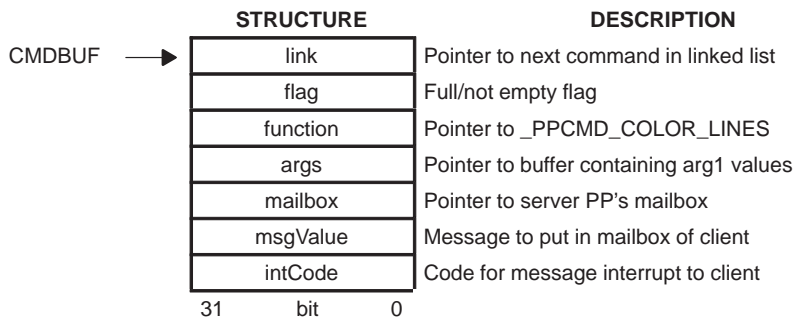 STRUCTURE DESCRIPTION
CMDBUF link Pointer to next command in linked list
flag Full/not empty flag
function Pointer to _PPCMD_COLOR_LINES
args Pointer to buffer containing arg1 values
mailbox Pointer to server PP's mailbox
msgValue Message to put in mailbox of client
intCode Code for message interrupt to client
31 bit 0